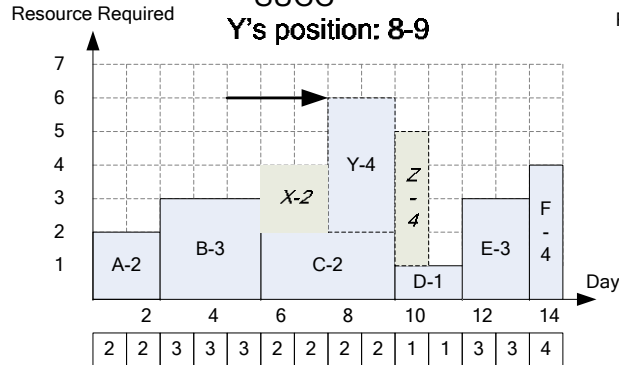 Resource Required
Y's position: 8-9
7
6
5
4
3
2
1
A-2
B-3
X-2
C-2
Y-4
Z-4
D-1
E-3
F-4
Day
2 4 6 8 10 12 14
2 2 3 3 3 2 2 2 2 1 1 3 3 4